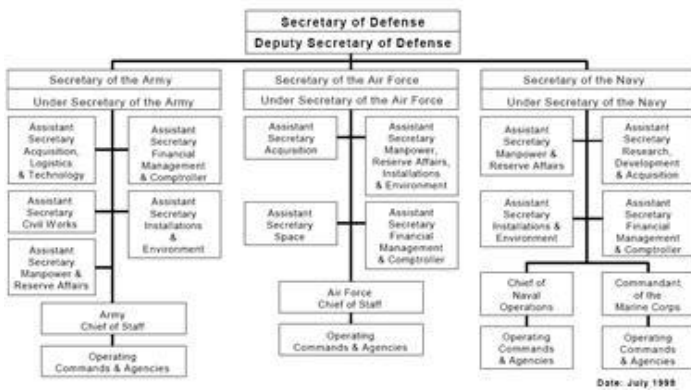 Secretary of Defense
Deputy Secretary of Defense
Secretary of the Army
Under Secretary of the Army
Assistant
Secretary
Acquisition,
Logistics
& Technology
Assistant
Secretary
Financial
Management
& Comptroller
Assistant
Secretary
Civil Works
Assistant
Secretary
Installations
&
Environment
Assistant
Secretary
Manpower &
Reserve Affairs
Army
Chief of Staff
Operating
Commands & Agencies
Secretary of the Air Force
Under Secretary of the Air Force
Assistant
Secretary
Acquisition
Assistant
Secretary
Manpower,
Reserve Affairs,
Installations
& Environment
Assistant
Secretary
Space
Assistant
Secretary
Financial
Management
& Comptroller
Air Force
Chief of Staff
Operating
Commands & Agencies
Secretary of the Navy
Under Secretary of the Navy
Assistant
Secretary
Manpower &
Reserve Affairs
Assistant
Secretary
Research,
Development
& Acquisition
Assistant
Secretary
Installations &
Environment
Assistant
Secretary
Financial
Management &
Comptroller
Chief of
Naval
Operations
Commandant
of the
Marine Corps
Operating
Commands
& Agencies
Operating
Commands
& Agencies
Date: July 1998